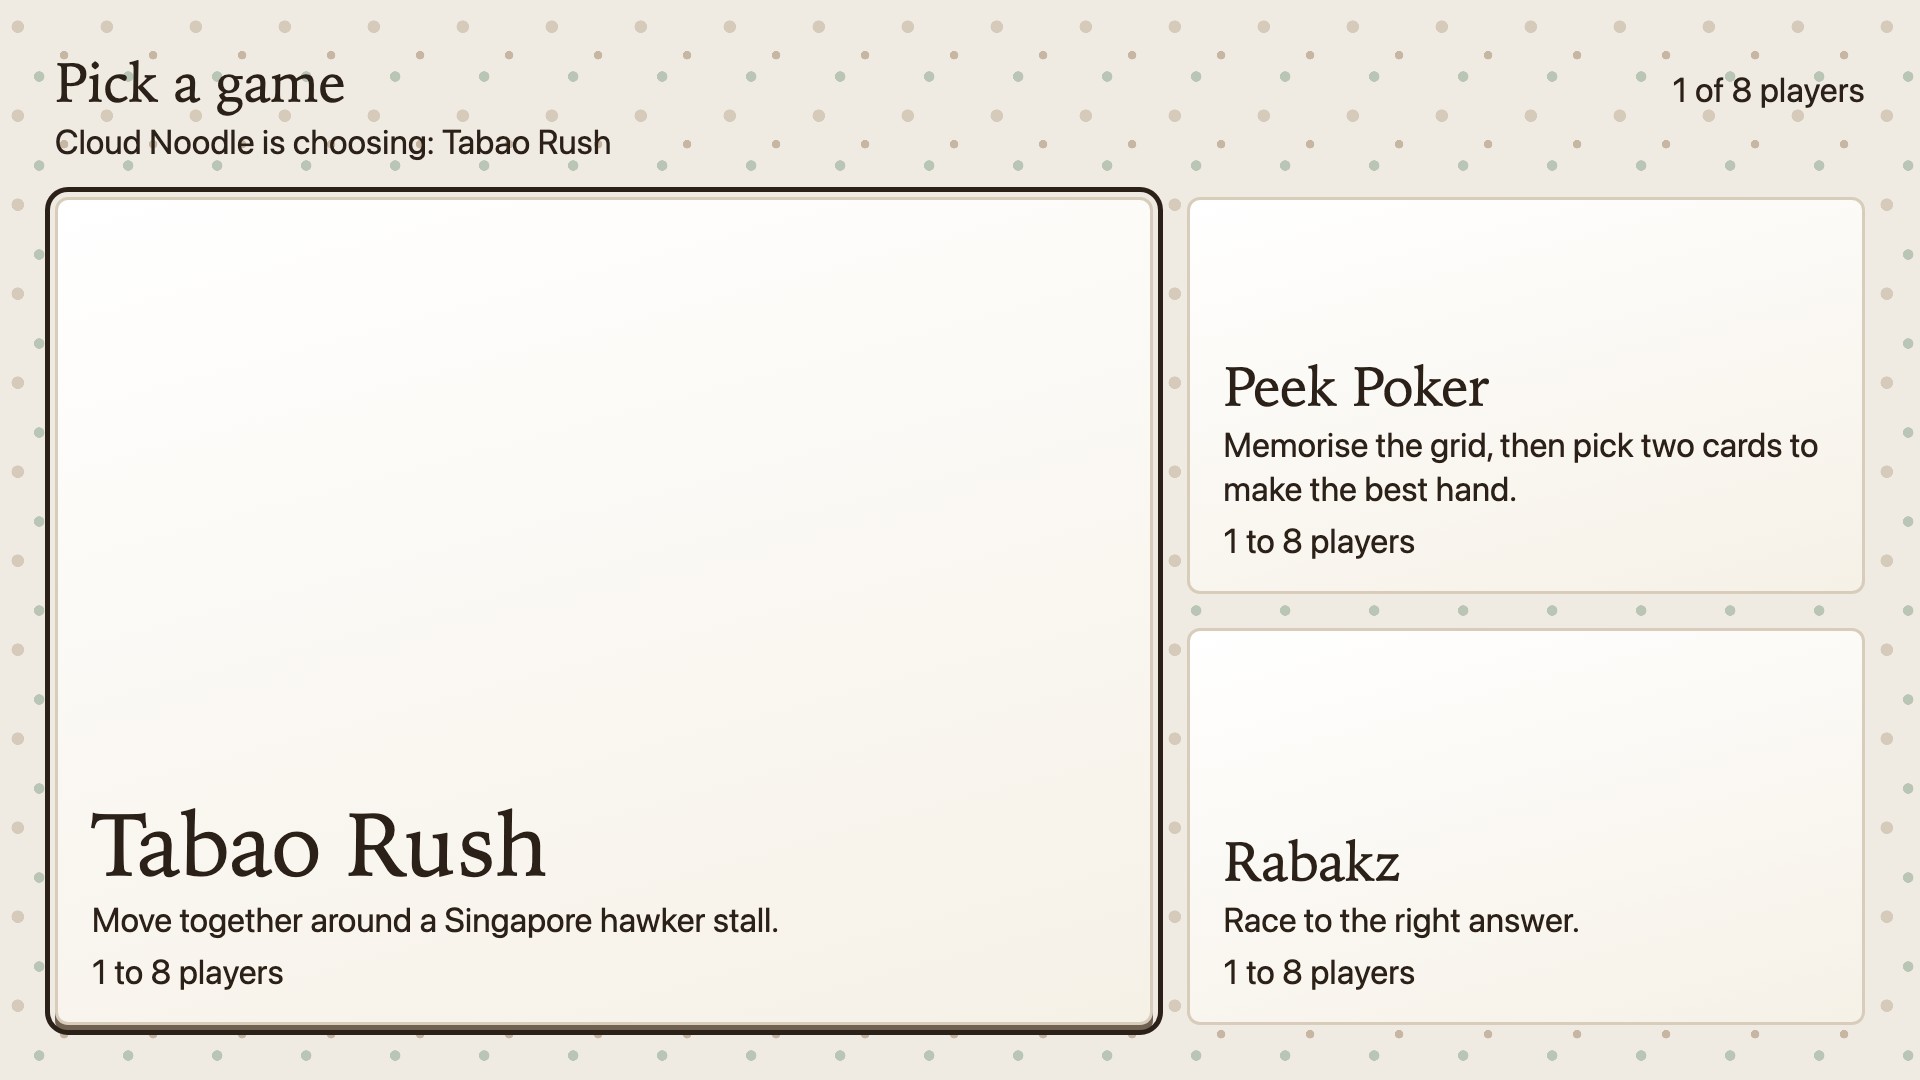 Pick a game
1 of 8 players
Cloud Noodle is choosing: Tabao Rush
Tabao Rush
Move together around a Singapore hawker stall.
1 to 8 players
Peek Poker
Memorise the grid, then pick two cards to
make the best hand.
1 to 8 players
Rabakz
Race to the right answer.
1 to 8 players